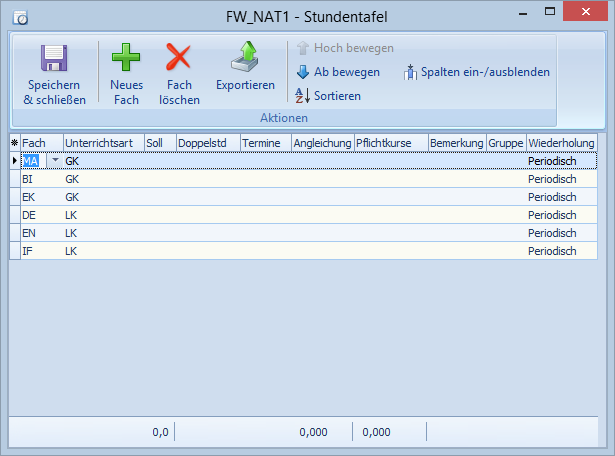 FW_NAT1 - Stundentafel
Speichern & schließen
Neues Fach
Fach löschen
Exportieren
Hoch bewegen
Ab bewegen
Sortieren
Spalten ein-/ausblenden
Aktionen
Fach Unterrichtsart Soll Doppelstd Termine Angleichung Pflichtkurse Bemerkung Gruppe Wiederholung
MA GK Periodisch
BI GK Periodisch
EK GK Periodisch
DE LK Periodisch
EN LK Periodisch
IF LK Periodisch
0,0 0,000 0,000